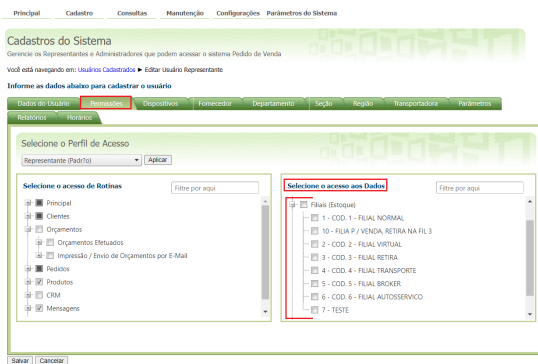 Principal Cadastro Consultas Manutenção Configurações Parâmetros do Sistema
Cadastros do Sistema
Gerencie os Representantes e Administradores que podem acessar o sistema Pedido de Venda
Você está navegando em: Usuários Cadastrados ► Editar Usuário Representante
Informe as dados abaixo para cadastrar o usuário
Dados do Usuário Permissões Dispositivos Fornecedor Departamento Seção Região Transportadora Parâmetros
Relatórios Horários
Selecione o Perfil de Acesso
Representante (Padr?o) Aplicar
Selecione o acesso de Rotinas Filtre por aqui
Principal
Clientes
Orçamentos
Orçamentos Efetuados
Impressão / Envio de Orçamentos por E-Mail
Pedidos
Produtos
CRM
Mensagens
Selecione o acesso aos Dados Filtre por aqui
Filiais (Estoque)
1 - COD. 1 - FILIAL NORMAL
10 - FILIA P / VENDA, RETIRA NA FIL 3
2 - COD. 2 - FILIAL VIRTUAL
3 - COD. 3 - FILIAL RETIRA
4 - COD. 4 - FILIAL TRANSPORTE
5 - COD. 5 - FILIAL BROKER
6 - COD. 6 - FILIAL AUTOSSERVICO
7 - TESTE
Salvar Cancelar